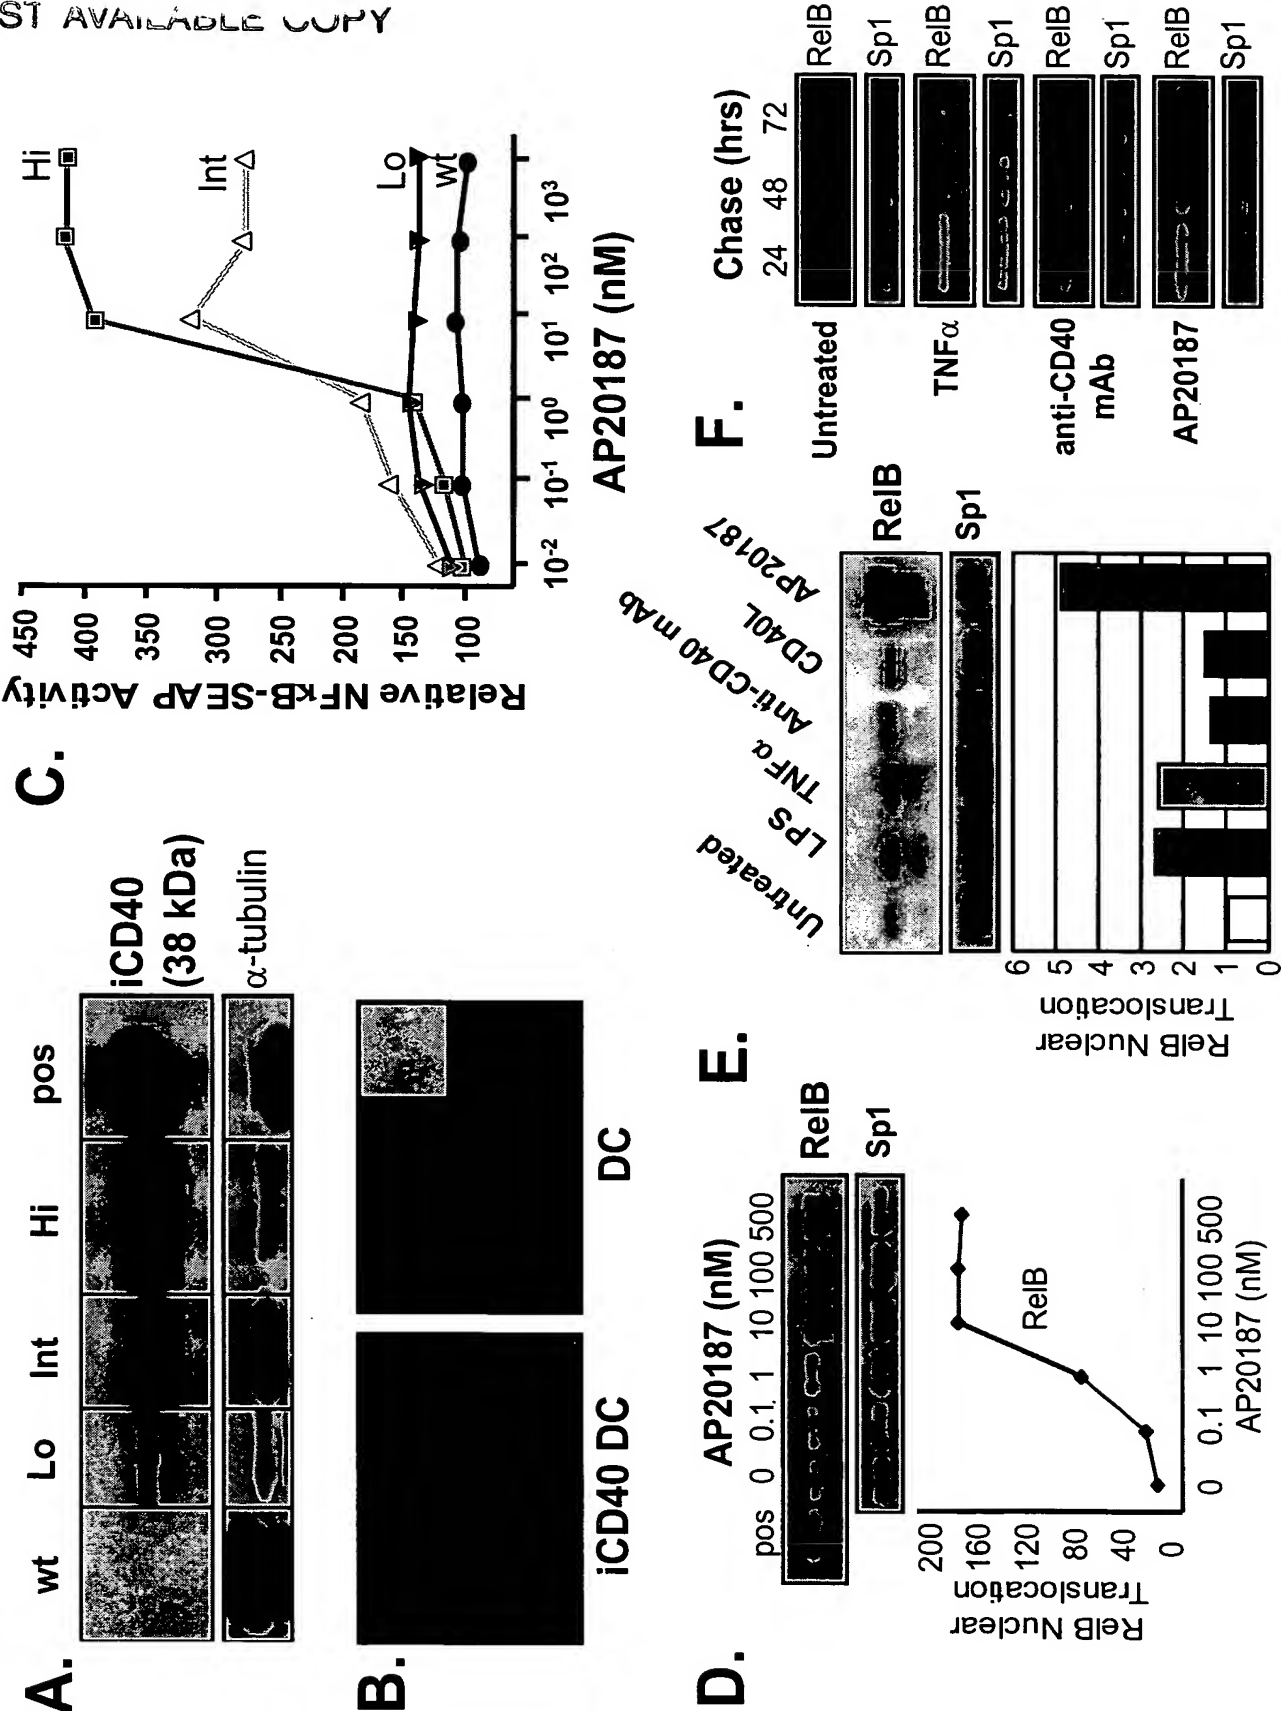 ST AVAILABLE COPY
A.
wt Lo Int Hi pos
iCD40
(38 kDa)
α-tubulin
B.
iCD40 DC
DC
C.
Relative NFκB-SEAP Activity
450
400
350
300
250
200
150
100
Hi
Int
Lo
wt
10-2 10-1 100 101 102 103
AP20187 (nM)
D.
AP20187 (nM)
pos 0 0.1 1 10 100 500
RelB
Sp1
RelB Nuclear
Translocation
200
160
120
80
40
0
RelB
0 0.1 1 10 100 500
AP20187 (nM)
E.
Untreated
LPS
TNFα
Anti-CD40 mAb
CD40L
AP20187
RelB
Sp1
RelB Nuclear
Translocation
6
5
4
3
2
1
0
F.
Chase (hrs)
24 48 72
Untreated
RelB
Sp1
TNFα
RelB
Sp1
anti-CD40
mAb
RelB
Sp1
AP20187
RelB
Sp1